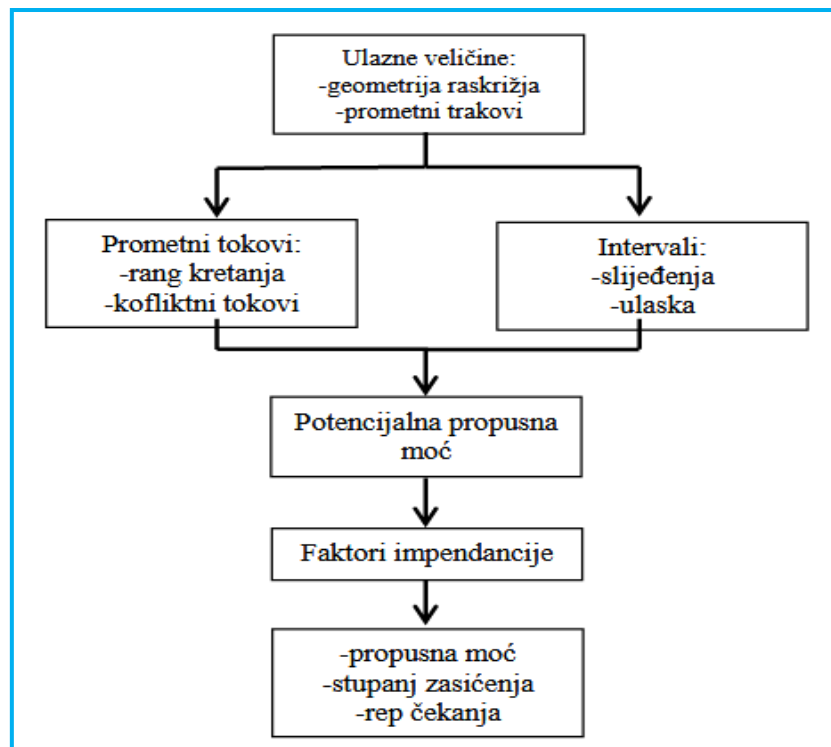 Ulazne veličine:
-geometrija raskrižja
-prometni trakovi
Prometni tokovi:
-rang kretanja
-kofliktni tokovi
Intervali:
-slijeđenja
-ulaska
Potencijalna propusna
moć
Faktori impendancije
-propusna moć
-stupanj zasićenja
-rep čekanja